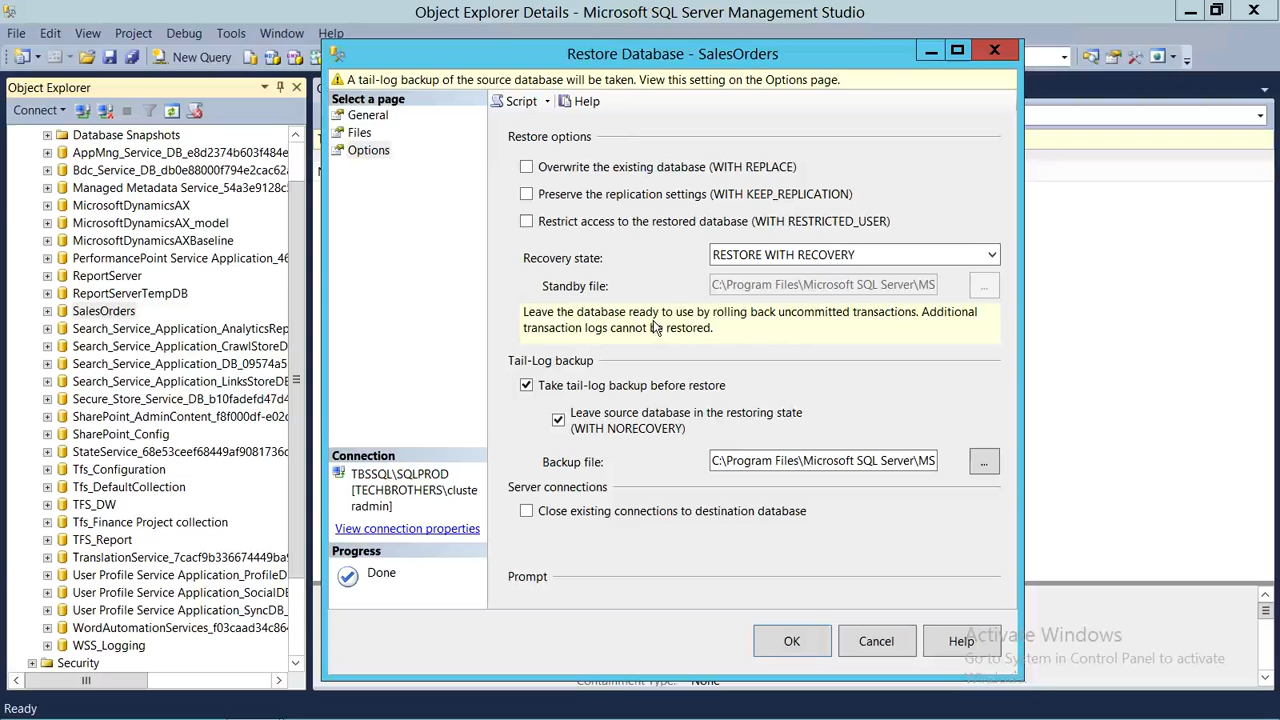 Object Explorer Details - Microsoft SQL Server Management Studio
File Edit View Project Debug Tools Window Help
New Query
Object Explorer
Connect
Database Snapshots
AppMng_Service_DB_e8d2374b603f484e
Bdc_Service_DB_db0e88000f794e2cac62
Managed Metadata Service_54a3e9128c
MicrosoftDynamicsAX
MicrosoftDynamicsAX_model
MicrosoftDynamicsAXBaseline
PerformancePoint Service Application_46
ReportServer
ReportServerTempDB
SalesOrders
Search_Service_Application_AnalyticsRep
Search_Service_Application_CrawlStoreD
Search_Service_Application_DB_09574a5
Search_Service_Application_LinksStoreDB
Secure_Store_Service_DB_b10fadefd47d
SharePoint_AdminContent_f8f000df-e02c
SharePoint_Config
StateService_68e53ceef68449af9081736d
Tfs_Configuration
Tfs_DefaultCollection
TFS_DW
Tfs_Finance Project collection
TFS_Report
TranslationService_7cacf9b336674449ba9
User Profile Service Application_ProfileD
User Profile Service Application_SocialDB
User Profile Service Application_SyncDB_
WordAutomationServices_f03caad34c864
WSS_Logging
Security
Ready
Restore Database - SalesOrders
A tail-log backup of the source database will be taken. View this setting on the Options page.
Select a page
General
Files
Options
Script Help
Restore options
Overwrite the existing database (WITH REPLACE)
Preserve the replication settings (WITH KEEP_REPLICATION)
Restrict access to the restored database (WITH RESTRICTED_USER)
Recovery state: RESTORE WITH RECOVERY
Standby file: C:\Program Files\Microsoft SQL Server\MS ...
Leave the database ready to use by rolling back uncommitted transactions. Additional
transaction logs cannot be restored.
Tail-Log backup
Take tail-log backup before restore
Leave source database in the restoring state
(WITH NORECOVERY)
Backup file: C:\Program Files\Microsoft SQL Server\MS ...
Server connections
Close existing connections to destination database
Prompt
Connection
TBSSQL\SQLPROD
[TECHBROTHERS\cluste
radmin]
View connection properties
Progress
Done
OK Cancel Help
Activate Windows
Go to System in Control Panel to activate
Windows.